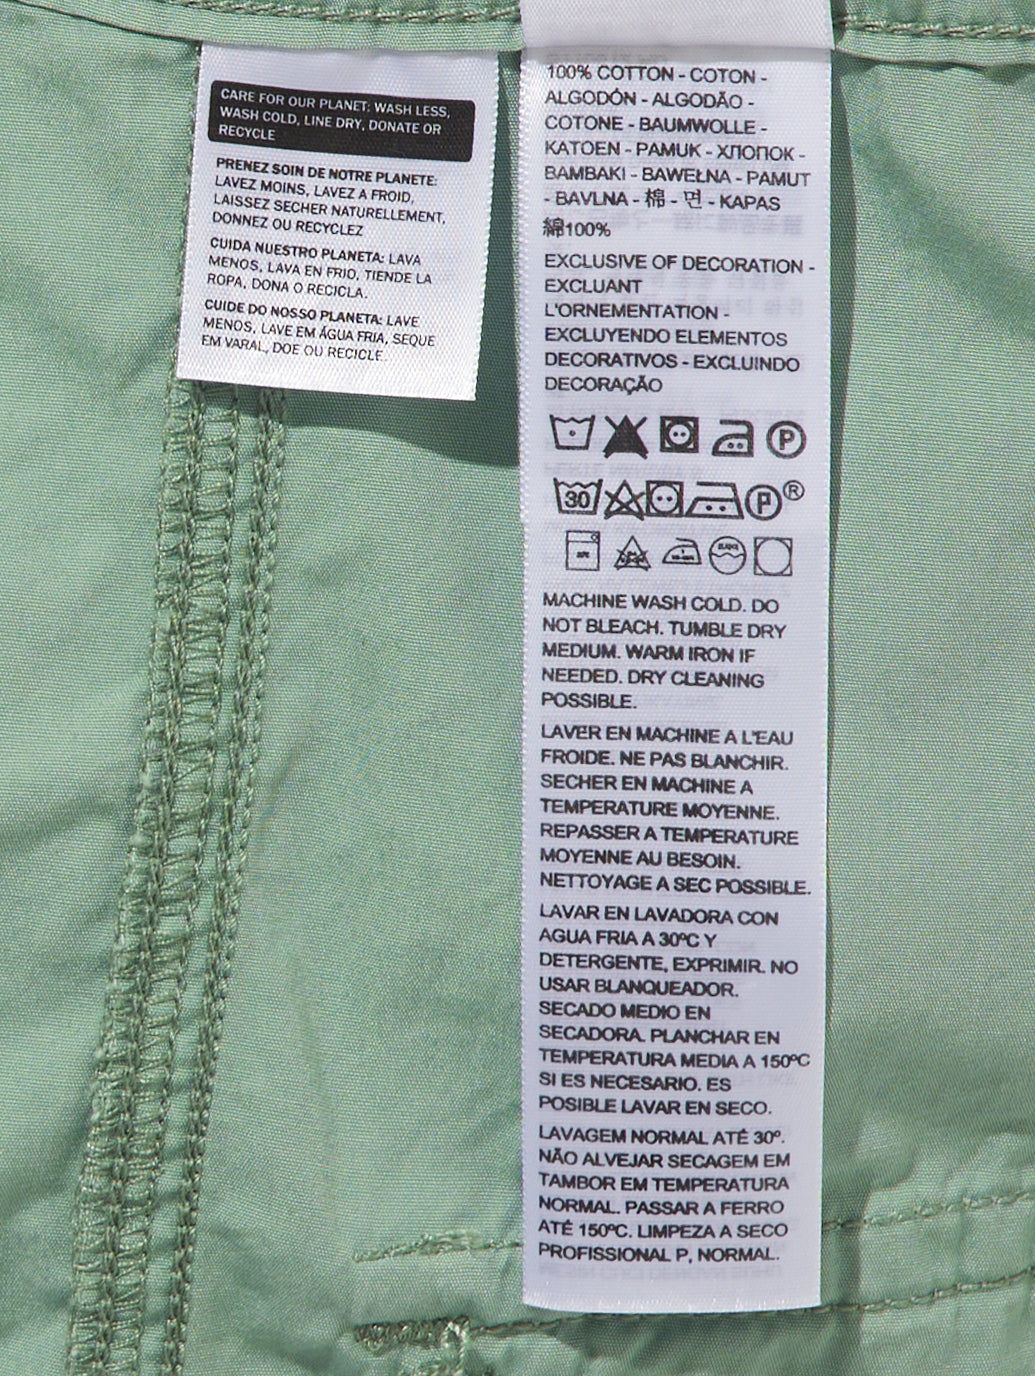 CARE FOR OUR PLANET: WASH LESS,
WASH COLD, LINE DRY, DONATE OR
RECYCLE
PRENEZ SOIN DE NOTRE PLANETE:
LAVEZ MOINS, LAVEZ A FROID,
LAISSEZ SECHER NATURELLEMENT,
DONNEZ OU RECYCLEZ
CUIDA NUESTRO PLANETA: LAVA
MENOS, LAVA EN FRIO, TIENDE LA
ROPA, DONA O RECICLA.
CUIDE DO NOSSO PLANETA: LAVE
MENOS, LAVE EM ÁGUA FRIA, SEQUE
EM VARAL, DOE OU RECICLE.
100% COTTON - COTON -
ALGODÓN - ALGODÃO -
COTONE - BAUMWOLLE -
KATOEN - PAMUK - ХЛОПОК -
BAMBAKI - BAWEŁNA - PAMUT
- BAVLNA - 棉 - 면 - KAPAS
綿100%
EXCLUSIVE OF DECORATION -
EXCLUANT
L'ORNEMENTATION -
EXCLUYENDO ELEMENTOS
DECORATIVOS - EXCLUINDO
DECORAÇÃO
P
30 P ®
MACHINE WASH COLD. DO
NOT BLEACH. TUMBLE DRY
MEDIUM. WARM IRON IF
NEEDED. DRY CLEANING
POSSIBLE.
LAVER EN MACHINE A L'EAU
FROIDE. NE PAS BLANCHIR.
SECHER EN MACHINE A
TEMPERATURE MOYENNE.
REPASSER A TEMPERATURE
MOYENNE AU BESOIN.
NETTOYAGE A SEC POSSIBLE.
LAVAR EN LAVADORA CON
AGUA FRIA A 30ºC Y
DETERGENTE, EXPRIMIR. NO
USAR BLANQUEADOR.
SECADO MEDIO EN
SECADORA. PLANCHAR EN
TEMPERATURA MEDIA A 150ºC
SI ES NECESARIO. ES
POSIBLE LAVAR EN SECO.
LAVAGEM NORMAL ATÉ 30º.
NÃO ALVEJAR SECAGEM EM
TAMBOR EM TEMPERATURA
NORMAL. PASSAR A FERRO
ATÉ 150ºC. LIMPEZA A SECO
PROFISSIONAL P, NORMAL.